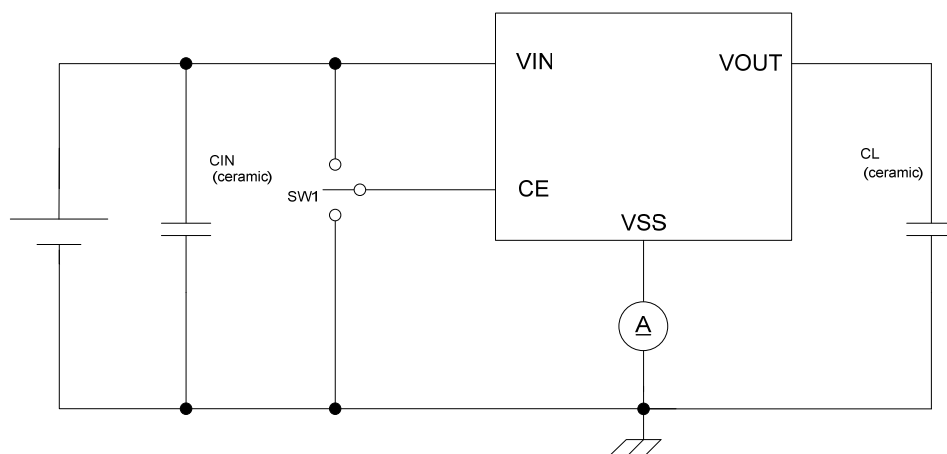 VIN
VOUT
CIN
(ceramic)
SW1
CE
VSS
CL
(ceramic)
A